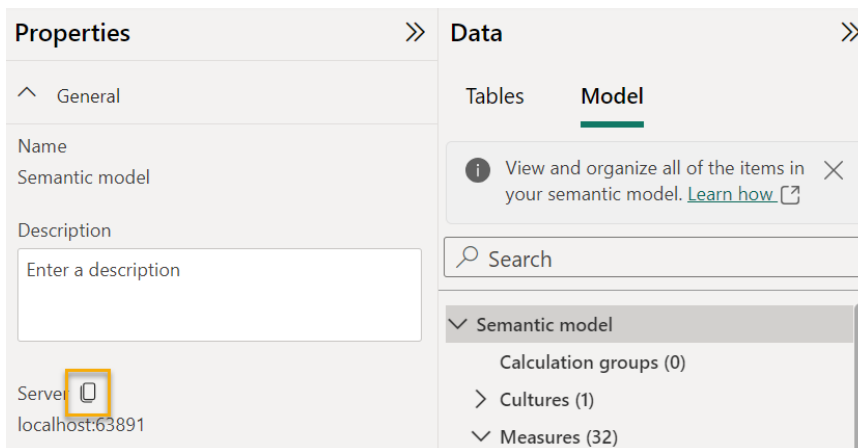 Properties
General
Name
Semantic model
Description
Enter a description
Server
localhost:63891
Data
Tables Model
View and organize all of the items in
your semantic model. Learn how
Search
Semantic model
Calculation groups (0)
Cultures (1)
Measures (32)